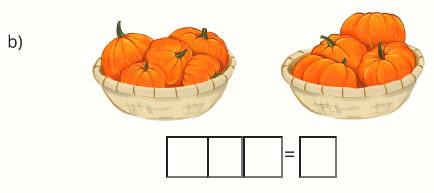 b)
=